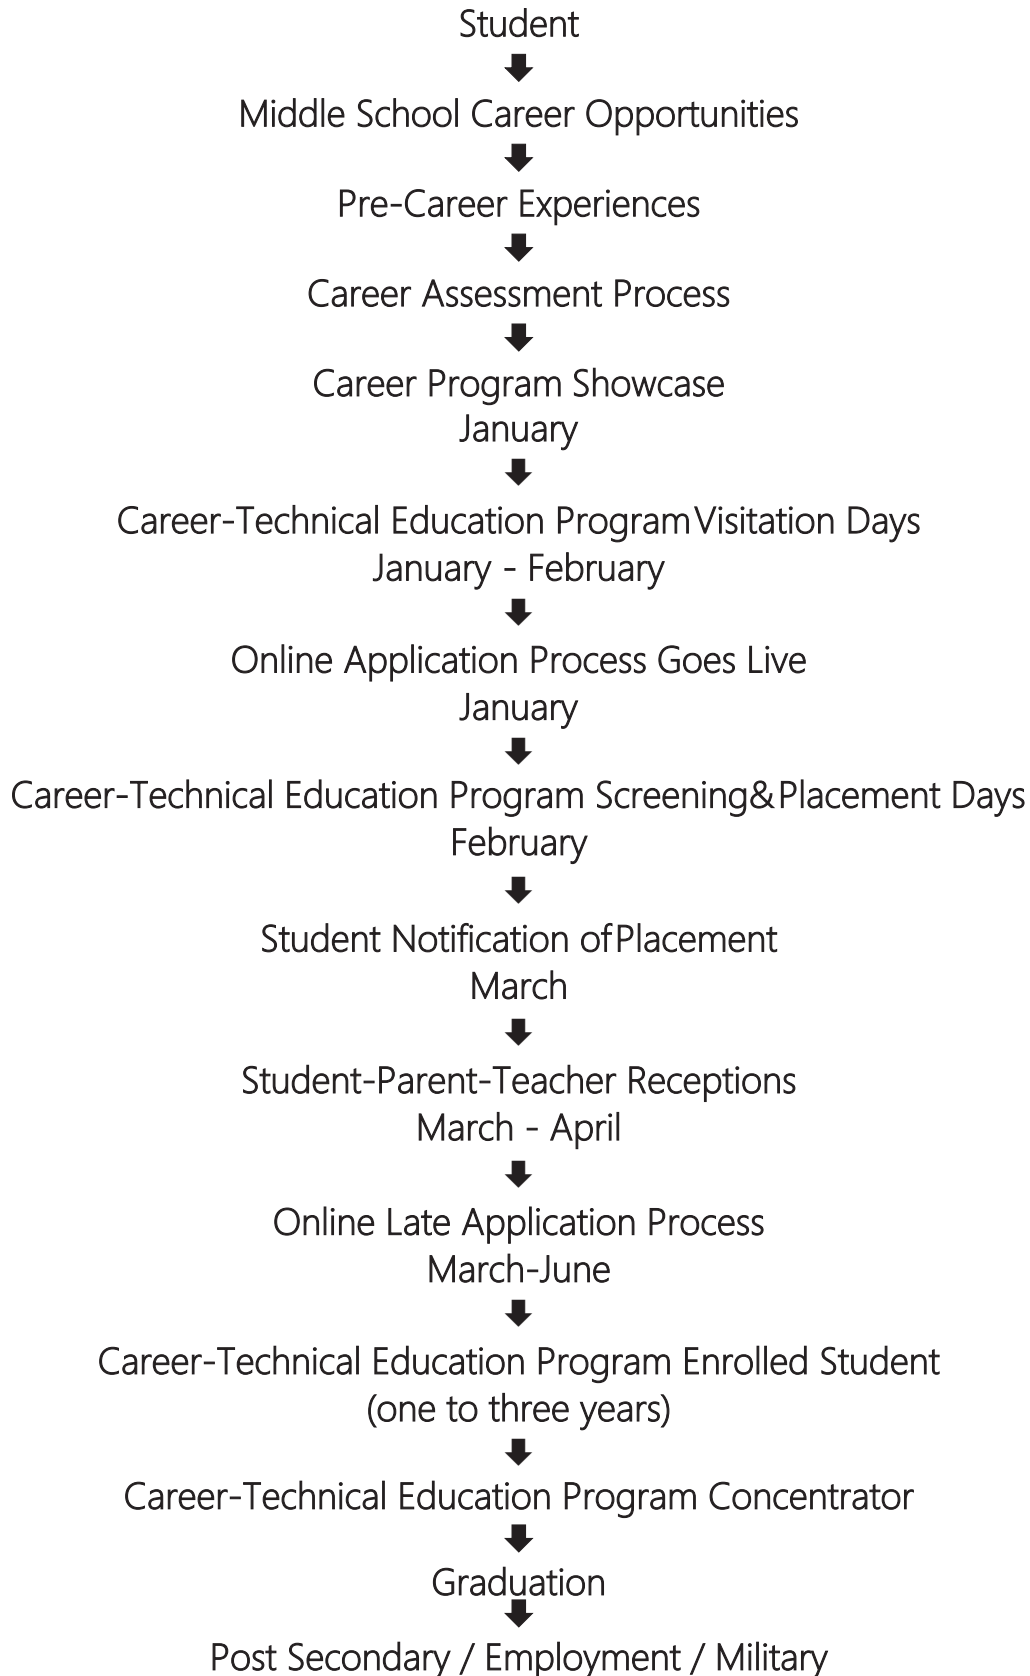 Student
Middle School Career Opportunities
Pre-Career Experiences
Career Assessment Process
Career Program Showcase
January
Career-Technical Education Program Visitation Days
January - February
Online Application Process Goes Live
January
Career-Technical Education Program Screening & Placement Days
February
Student Notification of Placement
March
Student-Parent-Teacher Receptions
March - April
Online Late Application Process
March-June
Career-Technical Education Program Enrolled Student
(one to three years)
Career-Technical Education Program Concentrator
Graduation
Post Secondary / Employment / Military